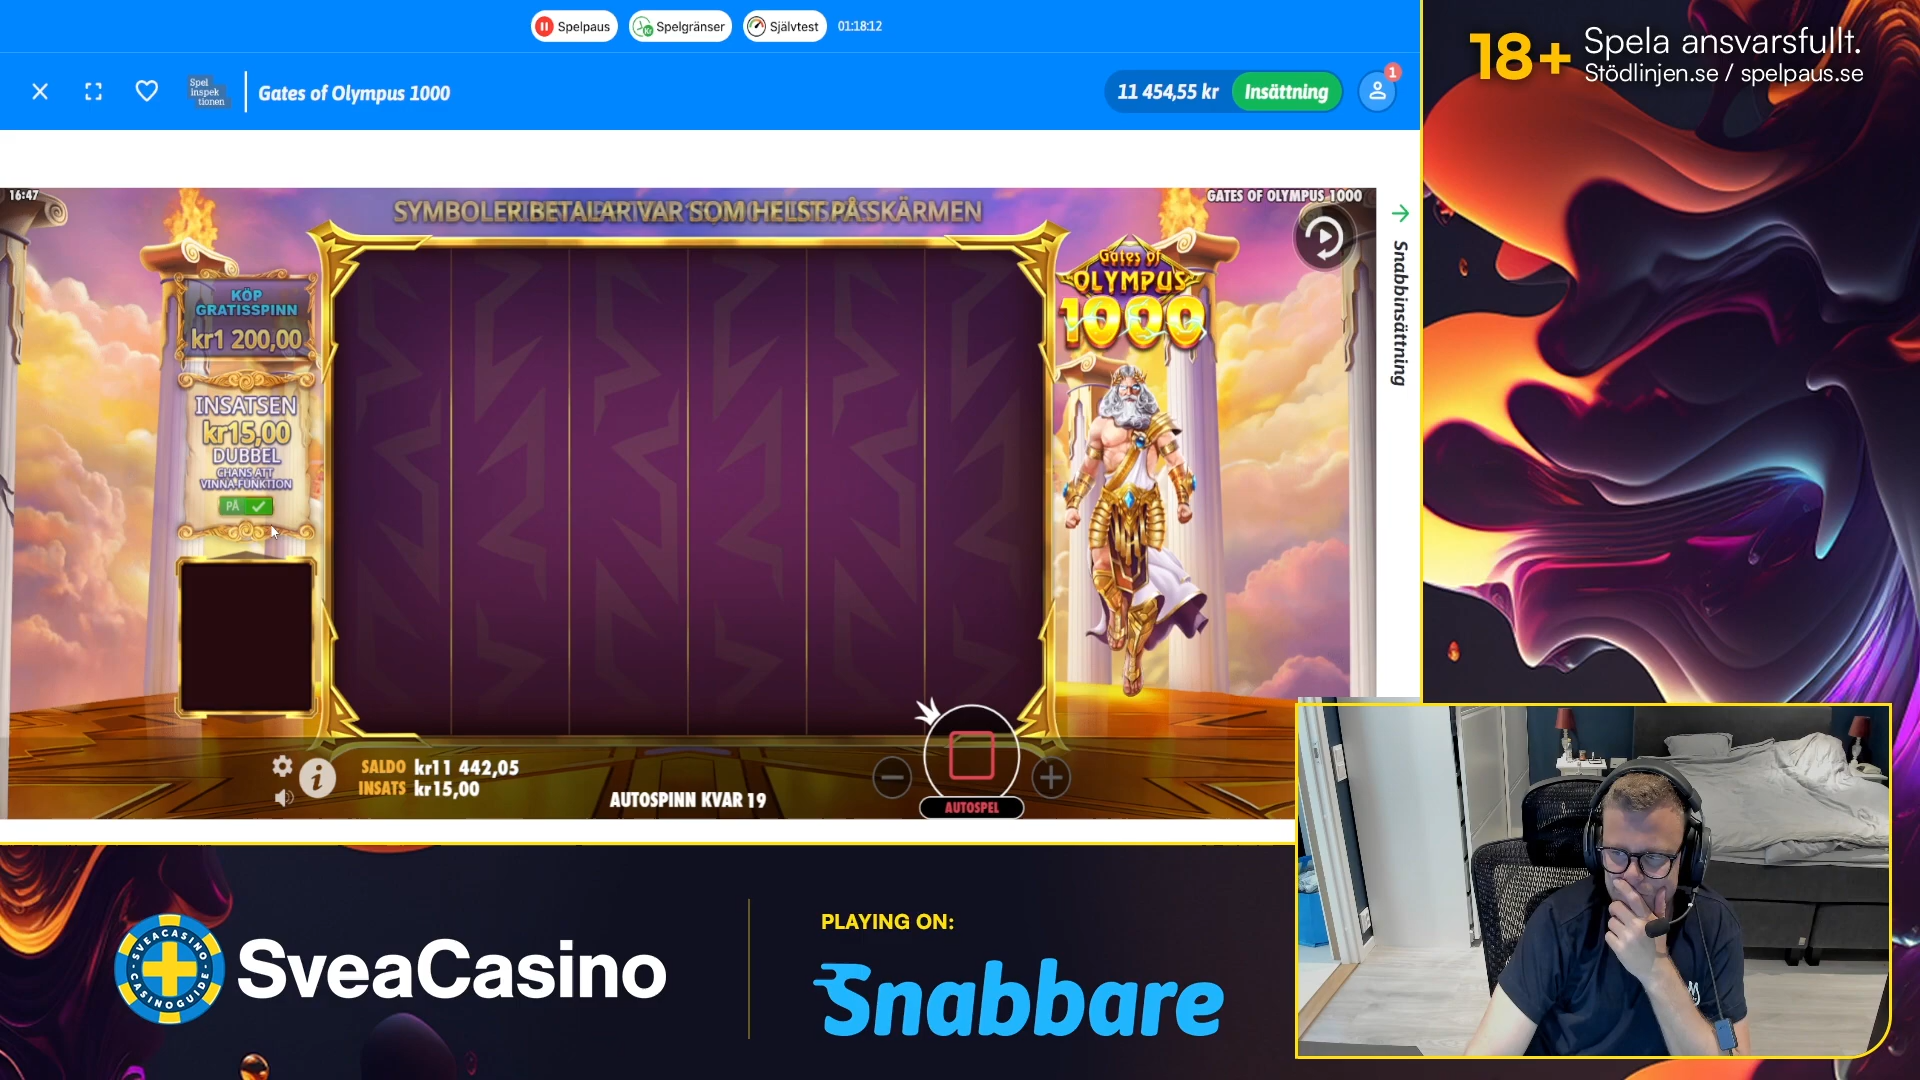 Spelpaus
Spelgränser
Självtest
01:18:12
18+
Spela ansvarsfullt.
Stödlinjen.se / spelpaus.se
Spel
inspek
tionen
Gates of Olympus 1000
11 454,55 kr
Insättning
1
16:47
GATES OF OLYMPUS 1000
SYMBOLER BETALAR VAR SOM HELST PÅ SKÄRMEN
Snabbinsättning
KÖP
GRATISSPINN
kr1 200,00
INSATSEN
kr15,00
DUBBEL
CHANS ATT
VINNA FUNKTION
PÅ
Gates of
OLYMPUS
1000
SALDO kr11 442,05
INSATS kr15,00
AUTOSPINN KVAR 19
AUTOSPEL
SVEACASINO
CASINOGUIDE
SveaCasino
PLAYING ON:
Snabbare